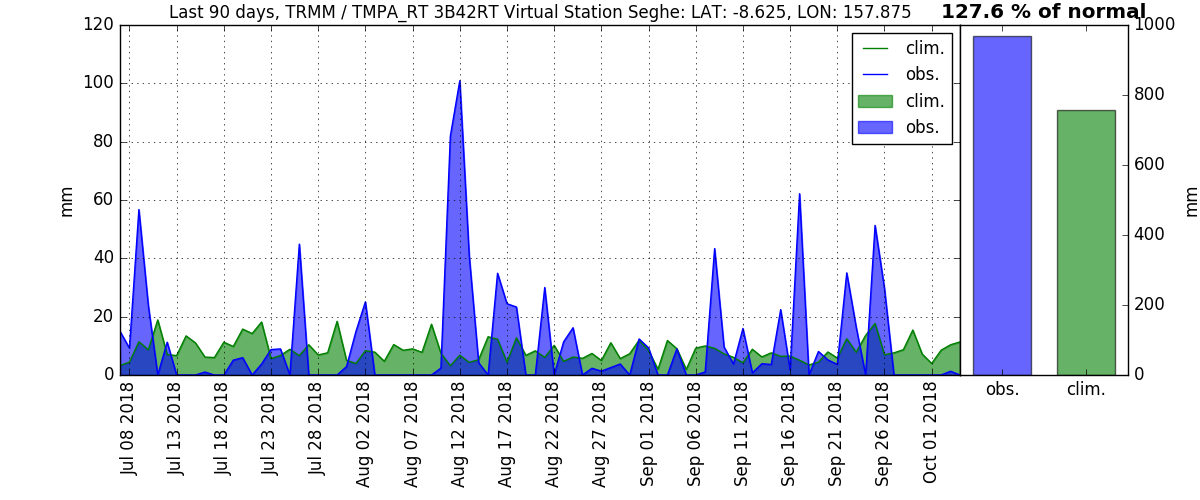 Last 90 days, TRMM / TMPA_RT 3B42RT Virtual Station Seghe: LAT: -8.625, LON: 157.875
127.6 % of normal
120
100
80
60
40
20
0
mm
clim.
obs.
clim.
obs.
1000
800
600
400
200
0
mm
obs.
clim.
Jul 08 2018
Jul 13 2018
Jul 18 2018
Jul 23 2018
Jul 28 2018
Aug 02 2018
Aug 07 2018
Aug 12 2018
Aug 17 2018
Aug 22 2018
Aug 27 2018
Sep 01 2018
Sep 06 2018
Sep 11 2018
Sep 16 2018
Sep 21 2018
Sep 26 2018
Oct 01 2018